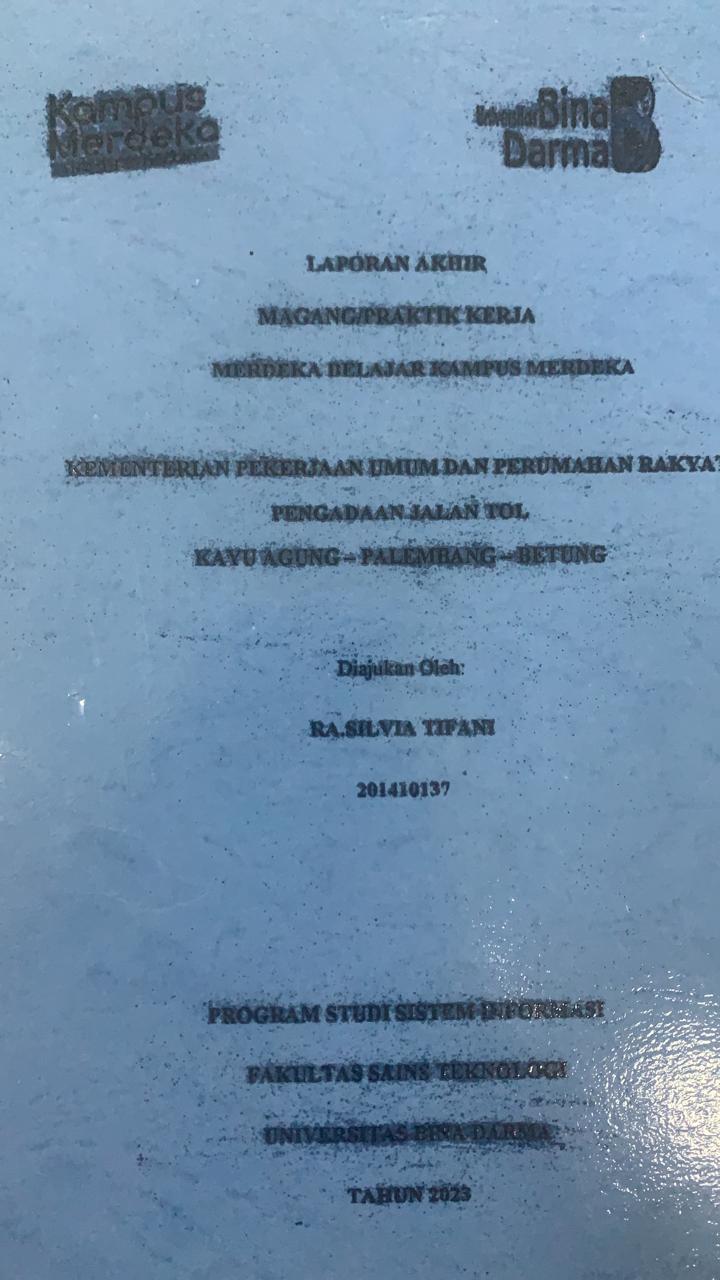 Kampus
Merdeka
Universitas Bina
Darma
LAPORAN AKHIR
MAGANG/PRAKTIK KERJA
MERDEKA BELAJAR KAMPUS MERDEKA
KEMENTERIAN PEKERJAAN UMUM DAN PERUMAHAN RAKYAT
PENGADAAN JALAN TOL
KAYU AGUNG – PALEMBANG – BETUNG
Diajukan Oleh:
RA.SILVIA TIFANI
201410137
PROGRAM STUDI SISTEM INFORMASI
FAKULTAS SAINS TEKNOLOGI
UNIVERSITAS BINA DARMA
TAHUN 2023